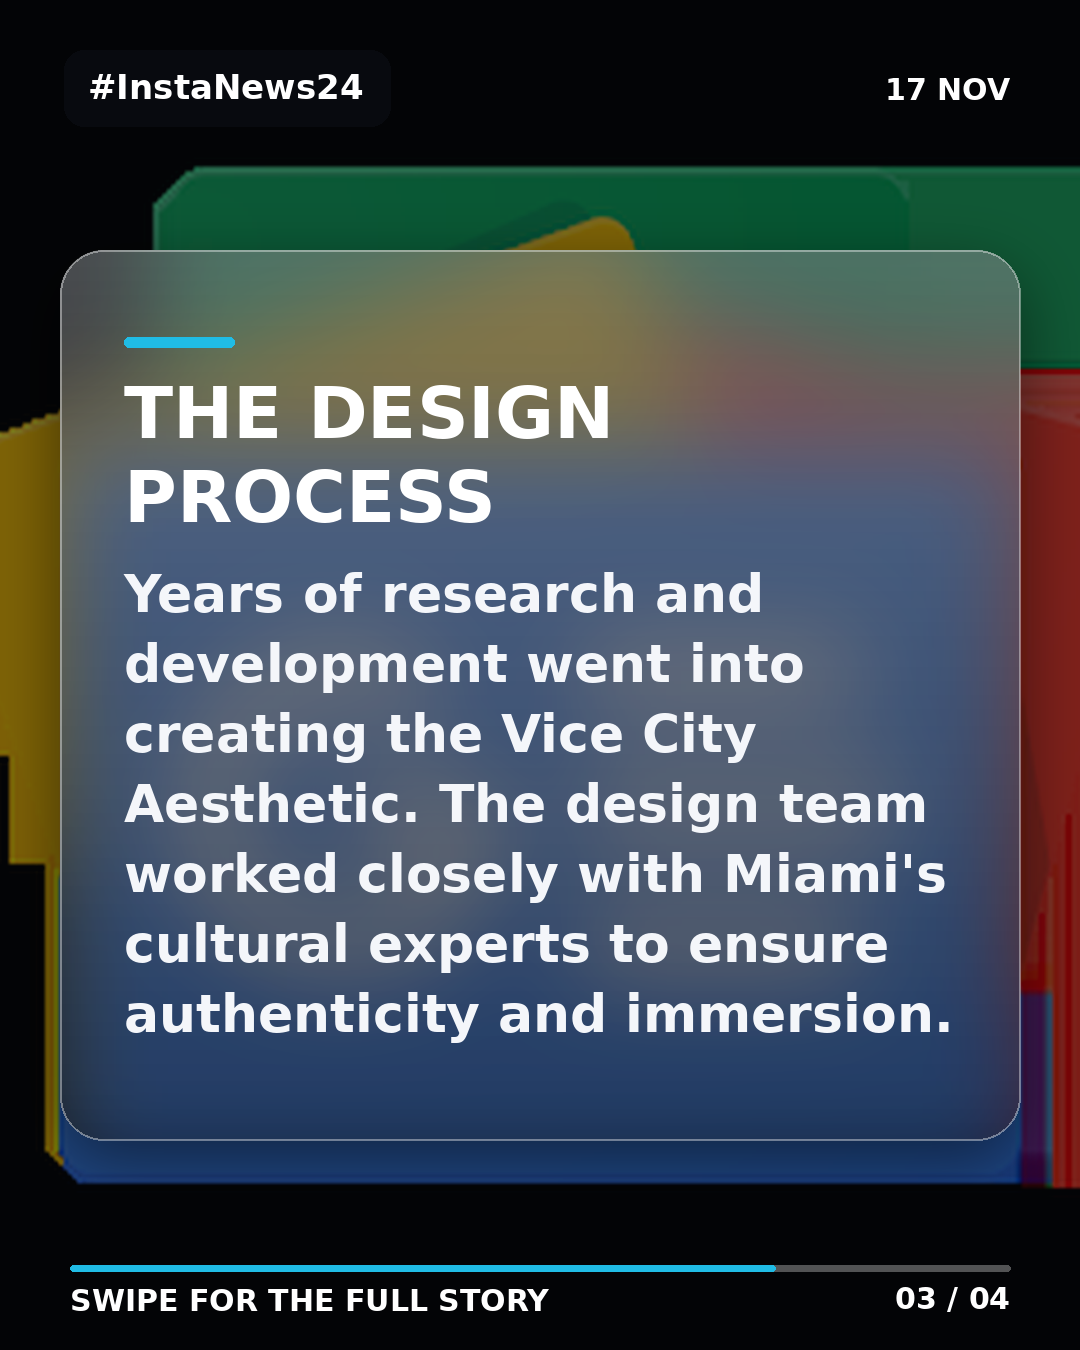 #InstaNews24
17 NOV
THE DESIGN
PROCESS
Years of research and
development went into
creating the Vice City
Aesthetic. The design team
worked closely with Miami's
cultural experts to ensure
authenticity and immersion.
SWIPE FOR THE FULL STORY
03 / 04